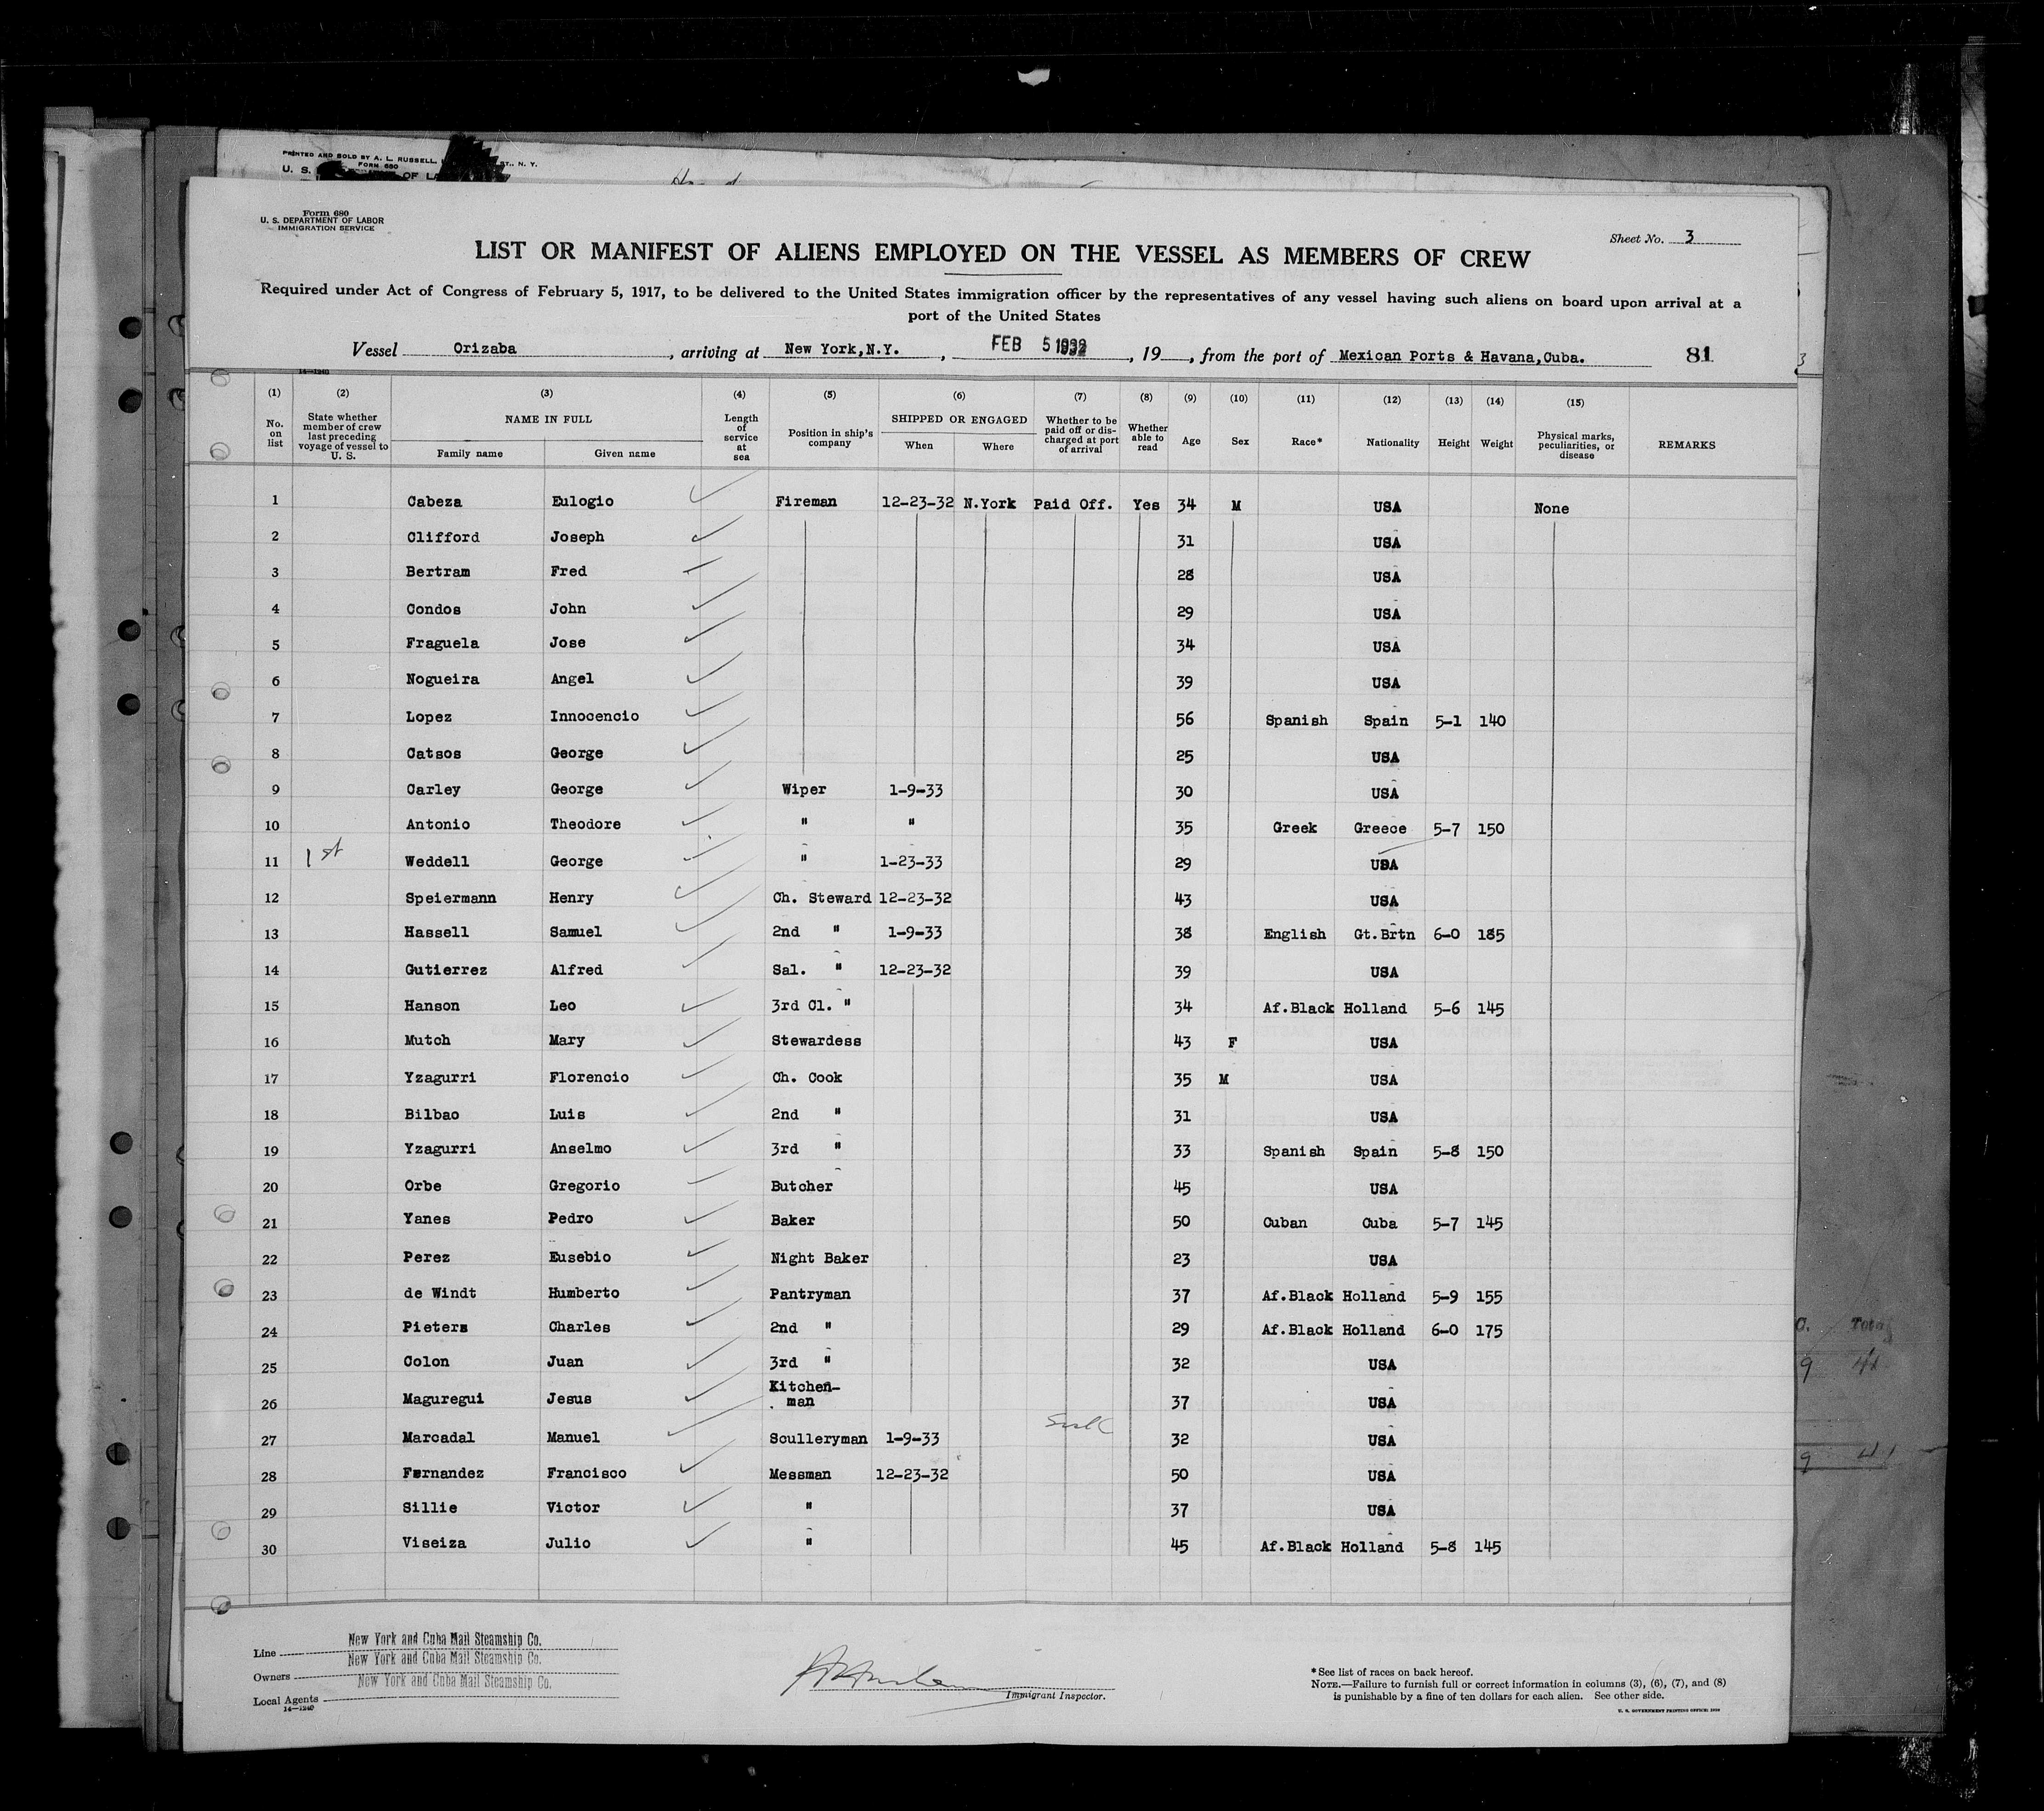 PRINTED AND SOLD BY A. L. RUSSELL, ST., N. Y.
FORM 680
U. S. OF LA
Form 680
U. S. DEPARTMENT OF LABOR
IMMIGRATION SERVICE
Sheet No. 3
LIST OR MANIFEST OF ALIENS EMPLOYED ON THE VESSEL AS MEMBERS OF CREW
Required under Act of Congress of February 5, 1917, to be delivered to the United States immigration officer by the representatives of any vessel having such aliens on board upon arrival at a
port of the United States
Vessel Orizaba, arriving at New York,N.Y., FEB 5, 19, from the port of Mexican Ports & Havana,Cuba. 81
14-1240
(1) (2) (3) (4) (5) (6) (7) (8) (9) (10) (11) (12) (13) (14) (15)
No. on list | State whether member of crew last preceding voyage of vessel to U. S. | NAME IN FULL | Family name | Given name | Length of service at sea | Position in ship's company | SHIPPED OR ENGAGED | When | Where | Whether to be paid off or discharged at port of arrival | Whether able to read | Age | Sex | Race* | Nationality | Height | Weight | Physical marks, peculiarities, or disease | REMARKS
1 Cabeza Eulogio Fireman 12-23-32 N.York Paid Off. Yes 34 M USA None
2 Clifford Joseph 31 USA
3 Bertram Fred 28 USA
4 Condos John 29 USA
5 Fraguela Jose 34 USA
6 Nogueira Angel 39 USA
7 Lopez Innocencio 56 Spanish Spain 5-1 140
8 Catsos George 25 USA
9 Carley George Wiper 1-9-33 30 USA
10 Antonio Theodore " " 35 Greek Greece 5-7 150
11 1st Weddell George " 1-23-33 29 USA
12 Speiermann Henry Ch. Steward 12-23-32 43 USA
13 Hassell Samuel 2nd " 1-9-33 38 English Gt.Brtn 6-0 185
14 Gutierrez Alfred Sal. " 12-23-32 39 USA
15 Hanson Leo 3rd Cl. " 34 Af.Black Holland 5-6 145
16 Mutch Mary Stewardess 43 F USA
17 Yzagurri Florencio Ch. Cook 35 M USA
18 Bilbao Luis 2nd " 31 USA
19 Yzagurri Anselmo 3rd " 33 Spanish Spain 5-8 150
20 Orbe Gregorio Butcher 45 USA
21 Yanes Pedro Baker 50 Cuban Cuba 5-7 145
22 Perez Eusebio Night Baker 23 USA
23 de Windt Humberto Pantryman 37 Af.Black Holland 5-9 155
24 Pieters Charles 2nd " 29 Af.Black Holland 6-0 175
25 Colon Juan 3rd " 32 USA
26 Maguregui Jesus Kitchen-man 37 USA
27 Marcadal Manuel Sculleryman 1-9-33 32 USA
28 Fernandez Francisco Messman 12-23-32 50 USA
29 Sillie Victor " 37 USA
30 Viseiza Julio " 45 Af.Black Holland 5-8 145
Line New York and Cuba Mail Steamship Co.
Owners New York and Cuba Mail Steamship Co.
Local Agents New York and Cuba Mail Steamship Co.
14-1240
Immigrant Inspector.
*See list of races on back hereof.
NOTE.—Failure to furnish full or correct information in columns (3), (6), (7), and (8)
is punishable by a fine of ten dollars for each alien. See other side.
U. S. GOVERNMENT PRINTING OFFICE: